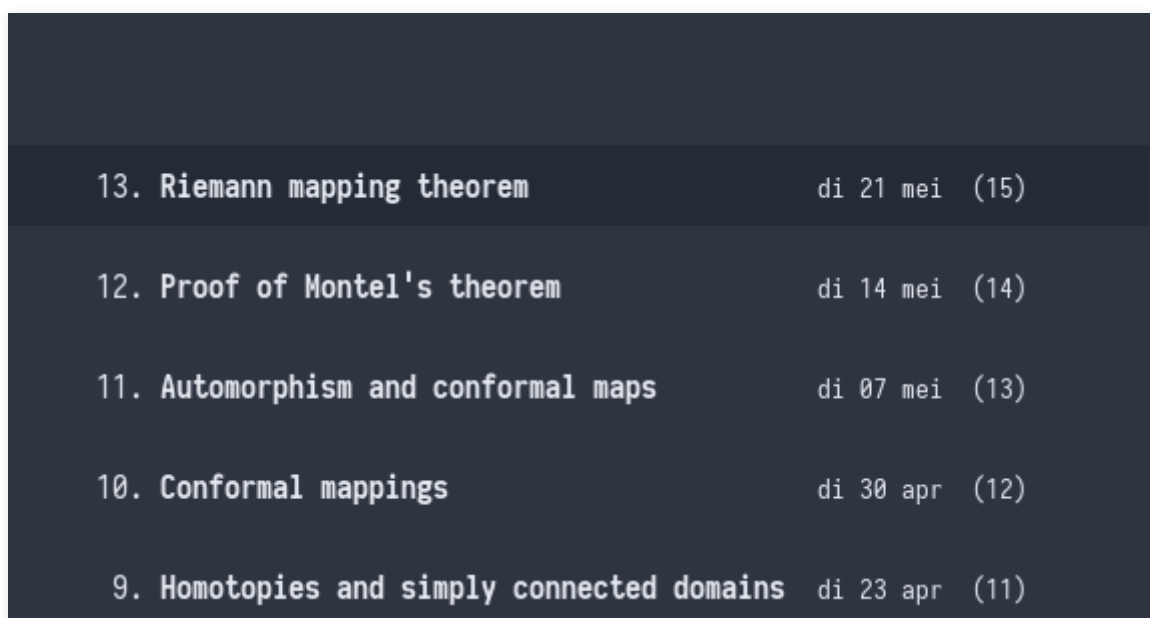 13. Riemann mapping theorem di 21 mei (15)
12. Proof of Montel's theorem di 14 mei (14)
11. Automorphism and conformal maps di 07 mei (13)
10. Conformal mappings di 30 apr (12)
9. Homotopies and simply connected domains di 23 apr (11)